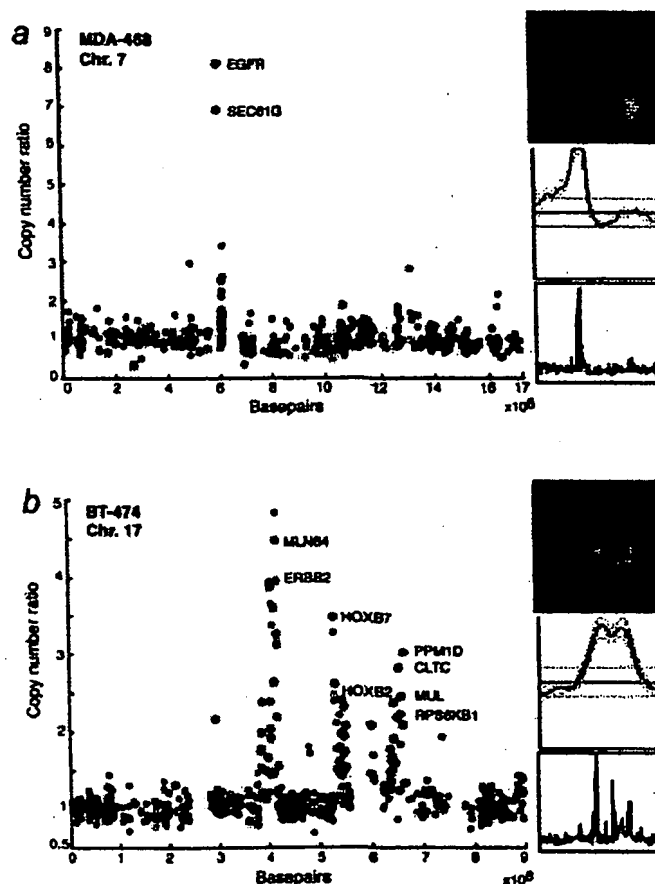 a
MDA-468
Chr. 7
EGFR
SEC61G
Copy number ratio
9
8
7
6
5
4
3
2
1
0
0 2 4 6 8 10 12 14 16 17
Basepairs
b
BT-474
Chr. 17
MLN64
ERBB2
HOXB7
PPM1D
CLTC
HOXB2
MUL
RPS6KB1
Copy number ratio
5
4
3
2
1
0.5
0 1 2 3 4 5 6 7 8 9
Basepairs